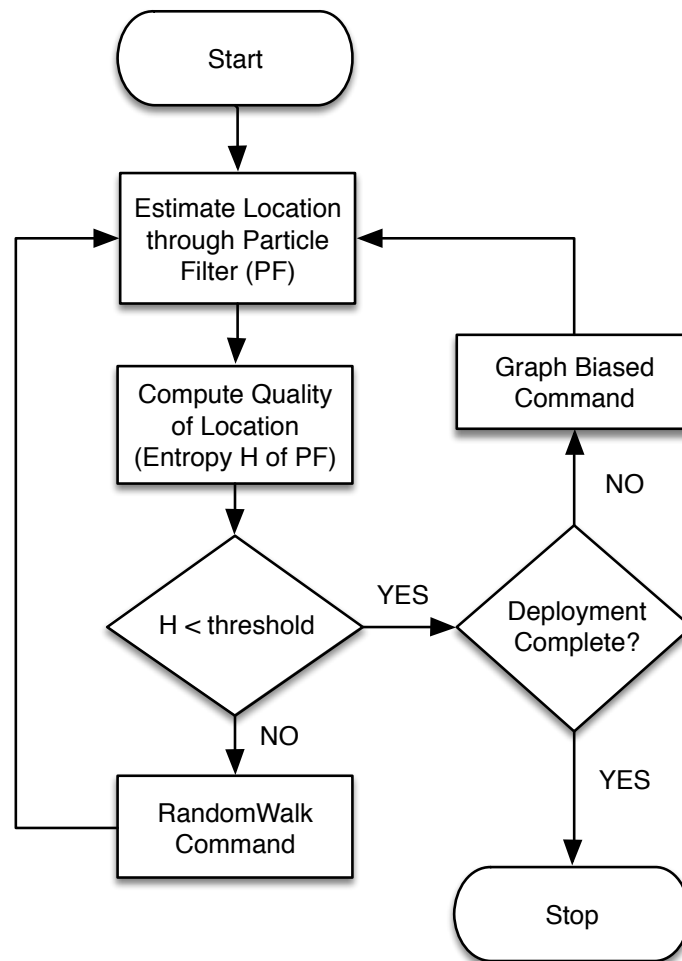 Start
Estimate Location
through Particle
Filter (PF)
Compute Quality
of Location
(Entropy H of PF)
H < threshold
YES
NO
RandomWalk
Command
Graph Biased
Command
NO
Deployment
Complete?
YES
Stop